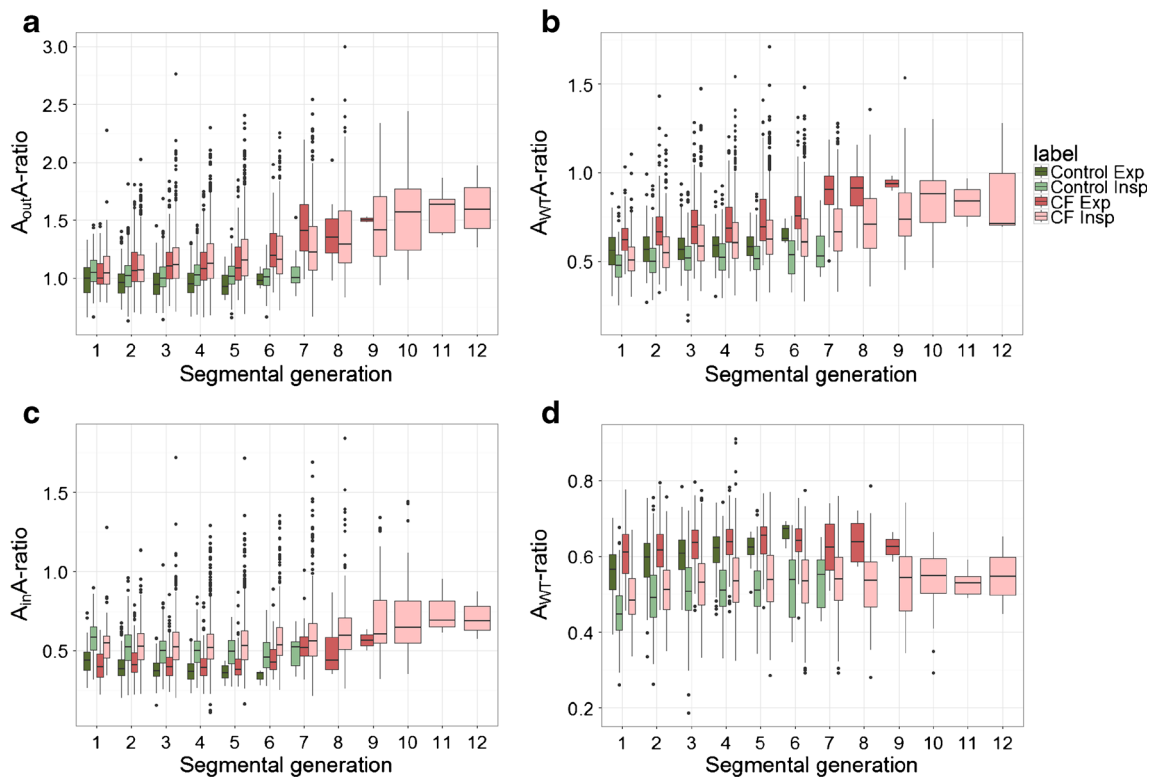 a
3.0
2.5
2.0
1.5
1.0
AoutA-ratio
1 2 3 4 5 6 7 8 9 10 11 12
Segmental generation
b
1.5
1.0
0.5
AWTA-ratio
1 2 3 4 5 6 7 8 9 10 11 12
Segmental generation
label
Control Exp
Control Insp
CF Exp
CF Insp
c
1.5
1.0
0.5
AinA-ratio
1 2 3 4 5 6 7 8 9 10 11 12
Segmental generation
d
0.8
0.6
0.4
0.2
AWT-ratio
1 2 3 4 5 6 7 8 9 10 11 12
Segmental generation